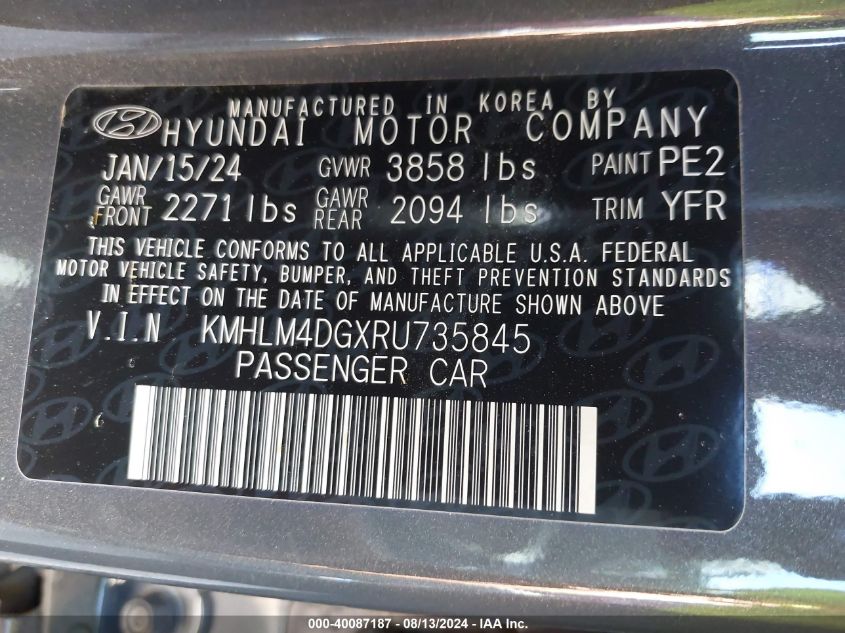 MANUFACTURED IN KOREA BY
HYUNDAI MOTOR COMPANY
JAN/15/24 GVWR 3858 lbs PAINT PE2
GAWR FRONT 2271 lbs GAWR REAR 2094 lbs TRIM YFR
THIS VEHICLE CONFORMS TO ALL APPLICABLE U.S.A. FEDERAL
MOTOR VEHICLE SAFETY, BUMPER, AND THEFT PREVENTION STANDARDS
IN EFFECT ON THE DATE OF MANUFACTURE SHOWN ABOVE
V.I.N KMHLM4DGXRU735845
PASSENGER CAR
000-40087187 - 08/13/2024 - IAA Inc.